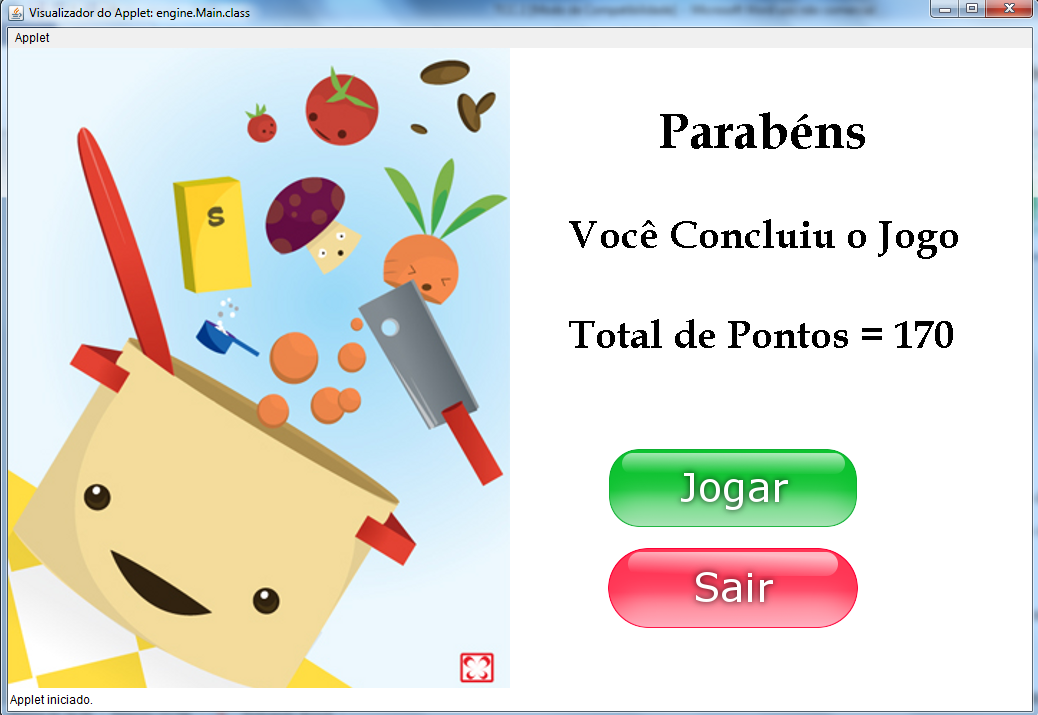 Visualizador do Applet: engine.Main.class
Applet
S
Parabéns
Você Concluiu o Jogo
Total de Pontos = 170
Jogar
Sair
Applet iniciado.